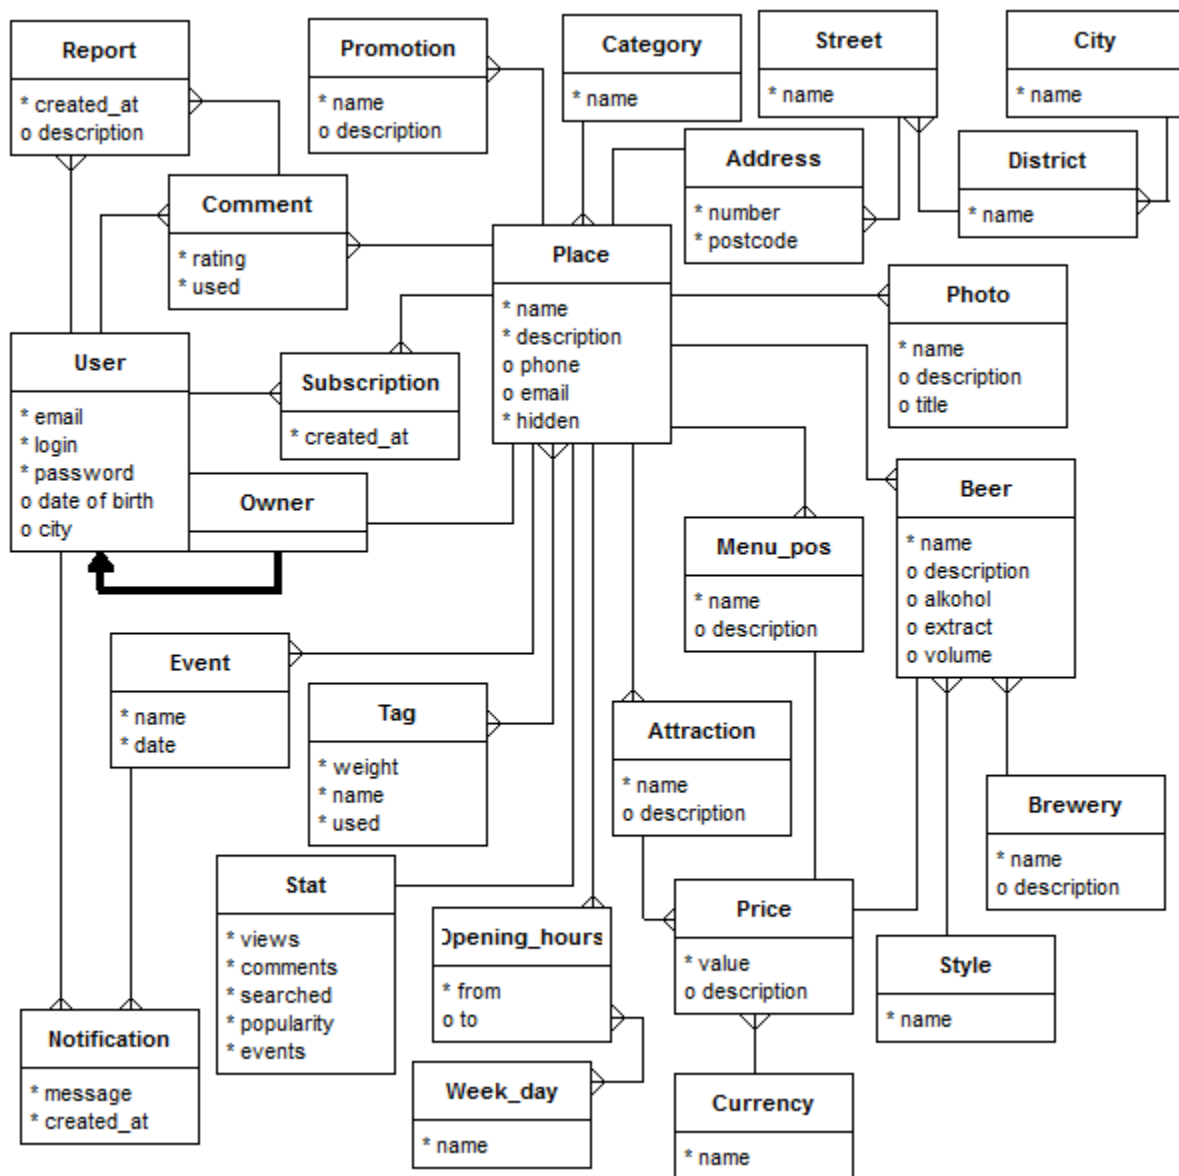 Report
* created_at
o description
Promotion
* name
o description
Category
* name
Street
* name
City
* name
Address
* number
* postcode
District
* name
Comment
* rating
* used
Place
* name
* description
o phone
o email
* hidden
Photo
* name
o description
o title
User
* email
* login
* password
o date of birth
o city
Subscription
* created_at
Owner
Beer
* name
o description
o alkohol
o extract
o volume
Menu_pos
* name
o description
Event
* name
* date
Tag
* weight
* name
* used
Attraction
* name
o description
Brewery
* name
o description
Stat
* views
* comments
* searched
* popularity
* events
Opening_hours
* from
o to
Price
* value
o description
Style
* name
Notification
* message
* created_at
Week_day
* name
Currency
* name